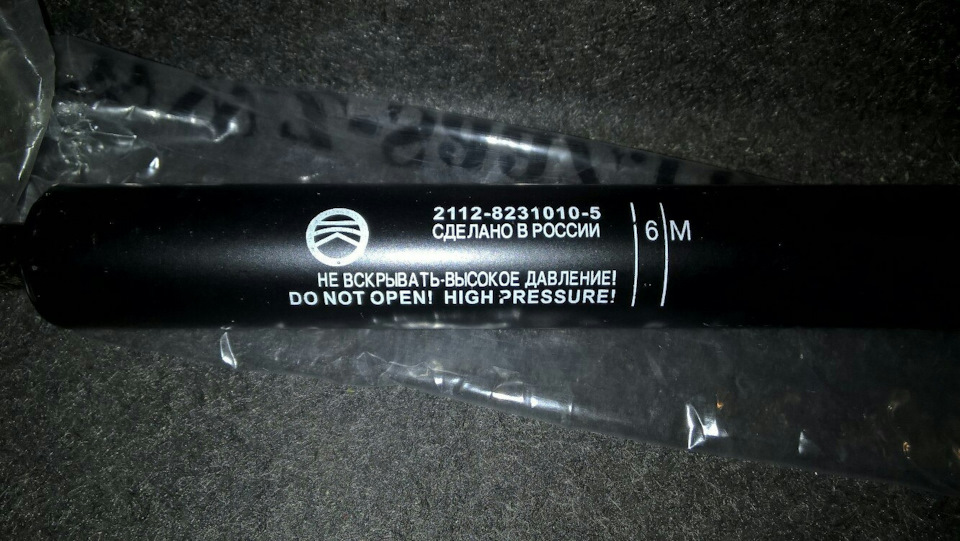 2112-8231010-5
СДЕЛАНО В РОССИИ
6 М
НЕ ВСКРЫВАТЬ-ВЫСОКОЕ ДАВЛЕНИЕ!
DO NOT OPEN! HIGH PRESSURE!